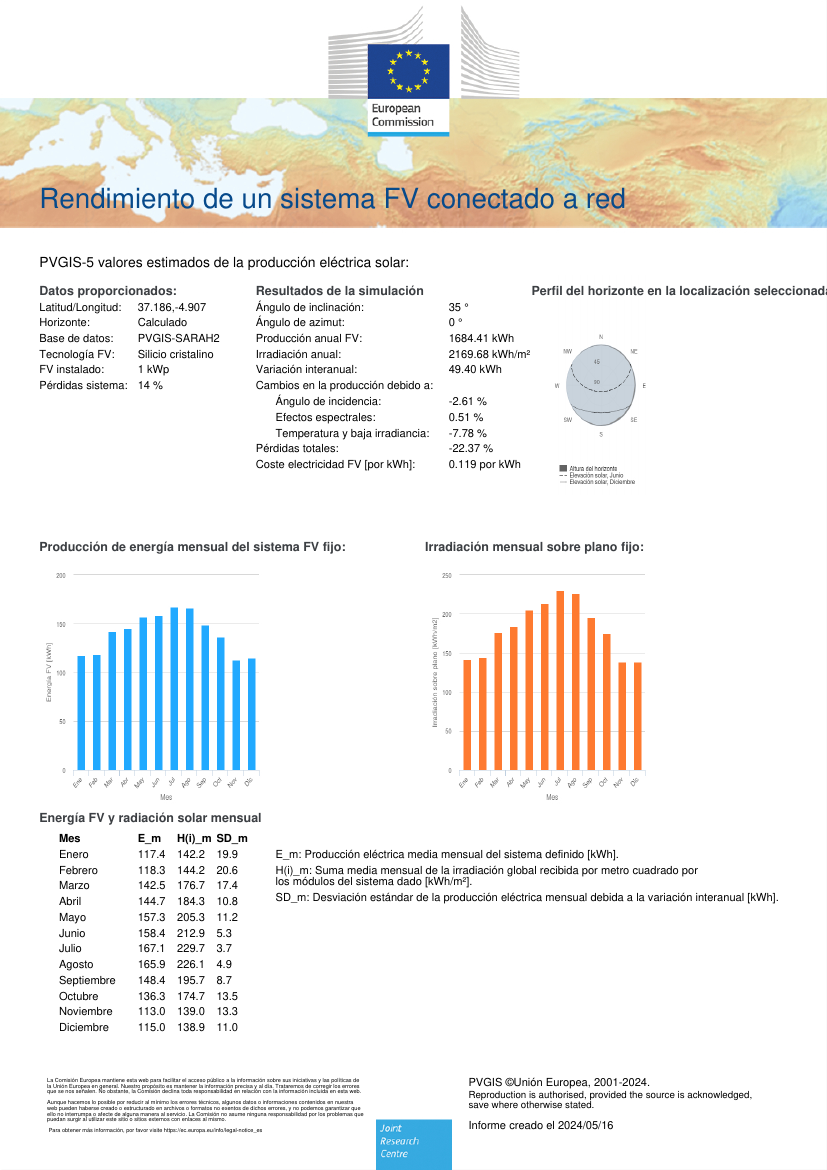 European
Commission
Rendimiento de un sistema FV conectado a red
PVGIS-5 valores estimados de la producción eléctrica solar:
Datos proporcionados:
Latitud/Longitud: 37.186,-4.907
Horizonte: Calculado
Base de datos: PVGIS-SARAH2
Tecnología FV: Silicio cristalino
FV instalado: 1 kWp
Pérdidas sistema: 14 %
Resultados de la simulación
Ángulo de inclinación: 35 °
Ángulo de azimut: 0 °
Producción anual FV: 1684.41 kWh
Irradiación anual: 2169.68 kWh/m²
Variación interanual: 49.40 kWh
Cambios en la producción debido a:
Ángulo de incidencia: -2.61 %
Efectos espectrales: 0.51 %
Temperatura y baja irradiancia: -7.78 %
Pérdidas totales: -22.37 %
Coste electricidad FV [por kWh]: 0.119 por kWh
Perfil del horizonte en la localización seleccionada
N
NW NE
45
90
W E
SW SE
S
Altura del horizonte
Elevación solar, Junio
Elevación solar, Diciembre
Producción de energía mensual del sistema FV fijo:
200
150
100
50
0
Energía FV [kWh]
Ene Feb Mar Abr May Jun Jul Ago Sep Oct Nov Dic
Mes
Irradiación mensual sobre plano fijo:
250
200
150
100
50
0
Irradiación sobre plano [kWh/m2]
Ene Feb Mar Abr May Jun Jul Ago Sep Oct Nov Dic
Mes
Energía FV y radiación solar mensual
Mes E_m H(i)_m SD_m
Enero 117.4 142.2 19.9
Febrero 118.3 144.2 20.6
Marzo 142.5 176.7 17.4
Abril 144.7 184.3 10.8
Mayo 157.3 205.3 11.2
Junio 158.4 212.9 5.3
Julio 167.1 229.7 3.7
Agosto 165.9 226.1 4.9
Septiembre 148.4 195.7 8.7
Octubre 136.3 174.7 13.5
Noviembre 113.0 139.0 13.3
Diciembre 115.0 138.9 11.0
E_m: Producción eléctrica media mensual del sistema definido [kWh].
H(i)_m: Suma media mensual de la irradiación global recibida por metro cuadrado por
los módulos del sistema dado [kWh/m²].
SD_m: Desviación estándar de la producción eléctrica mensual debida a la variación interanual [kWh].
La Comisión Europea mantiene esta web para facilitar el acceso público a la información sobre sus iniciativas y las políticas de
la Unión Europea en general. Nuestro propósito es mantener la información precisa y al día. Trataremos de corregir los errores
que se nos señalen. No obstante, la Comisión declina toda responsabilidad en relación con la información incluida en esta web.
Aunque hacemos lo posible por reducir al mínimo los errores técnicos, algunos datos o informaciones contenidos en nuestra
web pueden haberse creado o estructurado en archivos o formatos no exentos de dichos errores, y no podemos garantizar que
ello no interrumpa o afecte de alguna manera al servicio. La Comisión no asume ninguna responsabilidad por los problemas que
puedan surgir al utilizar este sitio o sitios externos con enlaces al mismo.
Para obtener más información, por favor visite https://ec.europa.eu/info/legal-notice_es
Joint
Research
Centre
PVGIS ©Unión Europea, 2001-2024.
Reproduction is authorised, provided the source is acknowledged,
save where otherwise stated.
Informe creado el 2024/05/16